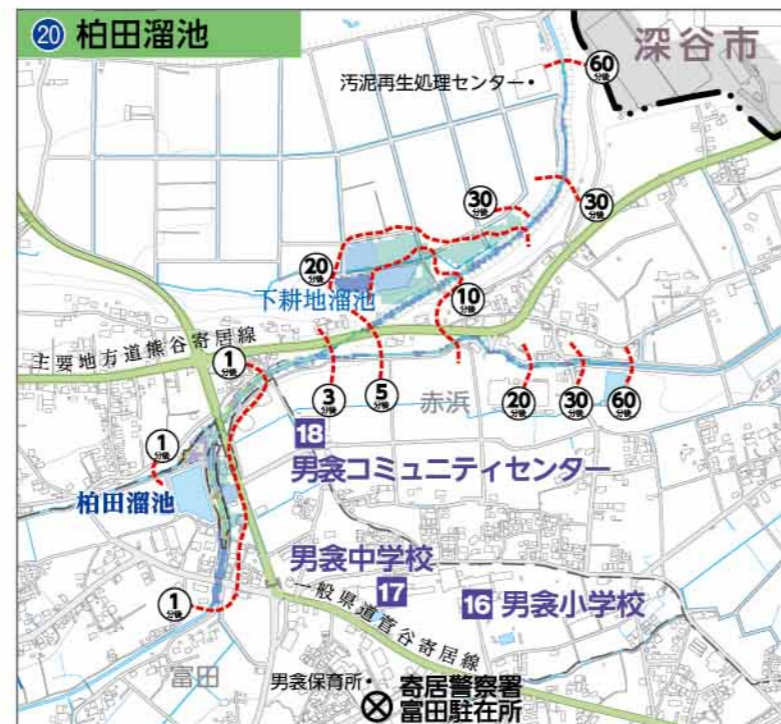 ⑳ 柏田溜池
深谷市
汚泥再生処理センター・
60分後
30分後
30分後
20分後
下耕地溜池
10分後
主要地方道熊谷寄居線
1分後
3分後
5分後
赤浜
20分後
30分後
60分後
18
男衾コミュニティセンター
1分後
柏田溜池
男衾中学校
17
16 男衾小学校
1分後
一般県道菅谷寄居線
富田
男衾保育所・
寄居警察署
富田駐在所